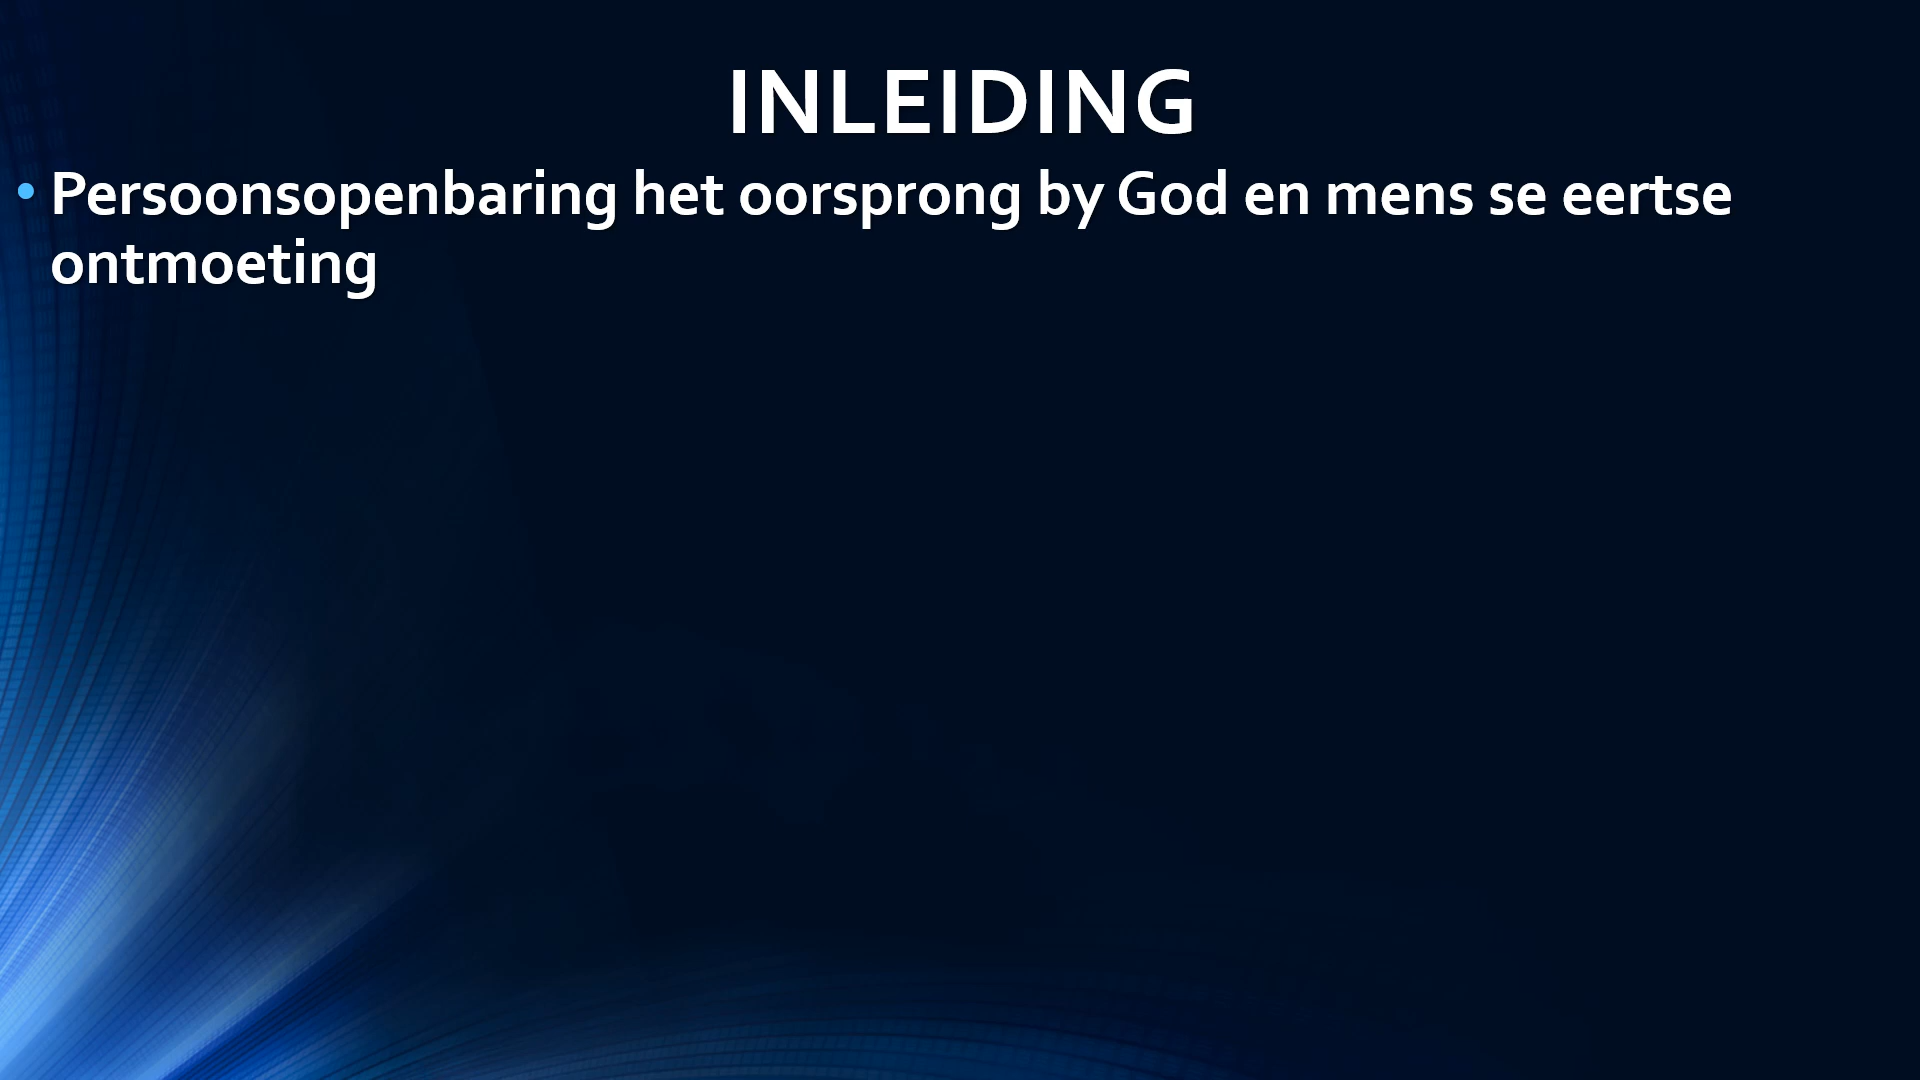 INLEIDING
• Persoonsopenbaring het oorsprong by God en mens se eertse
ontmoeting